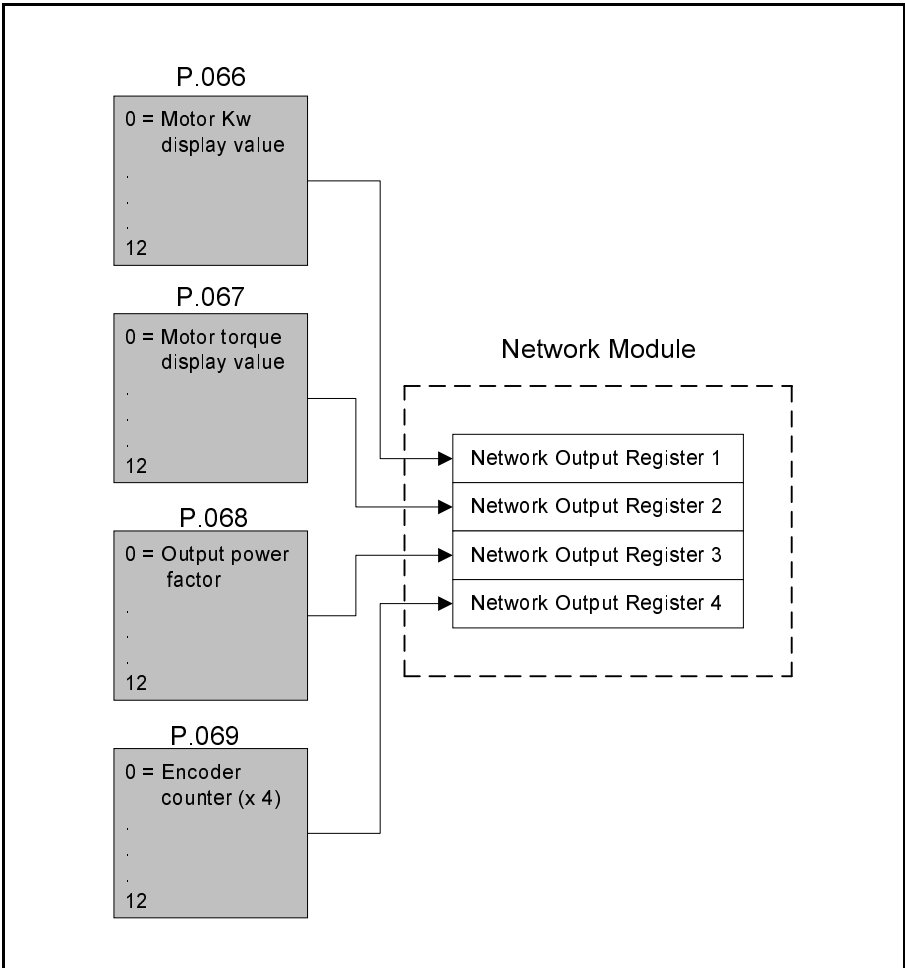 P.066
0 = Motor Kw
display value
.
.
.
12
P.067
0 = Motor torque
display value
.
.
.
12
P.068
0 = Output power
factor
.
.
.
12
P.069
0 = Encoder
counter (x 4)
.
.
.
12
Network Module
Network Output Register 1
Network Output Register 2
Network Output Register 3
Network Output Register 4